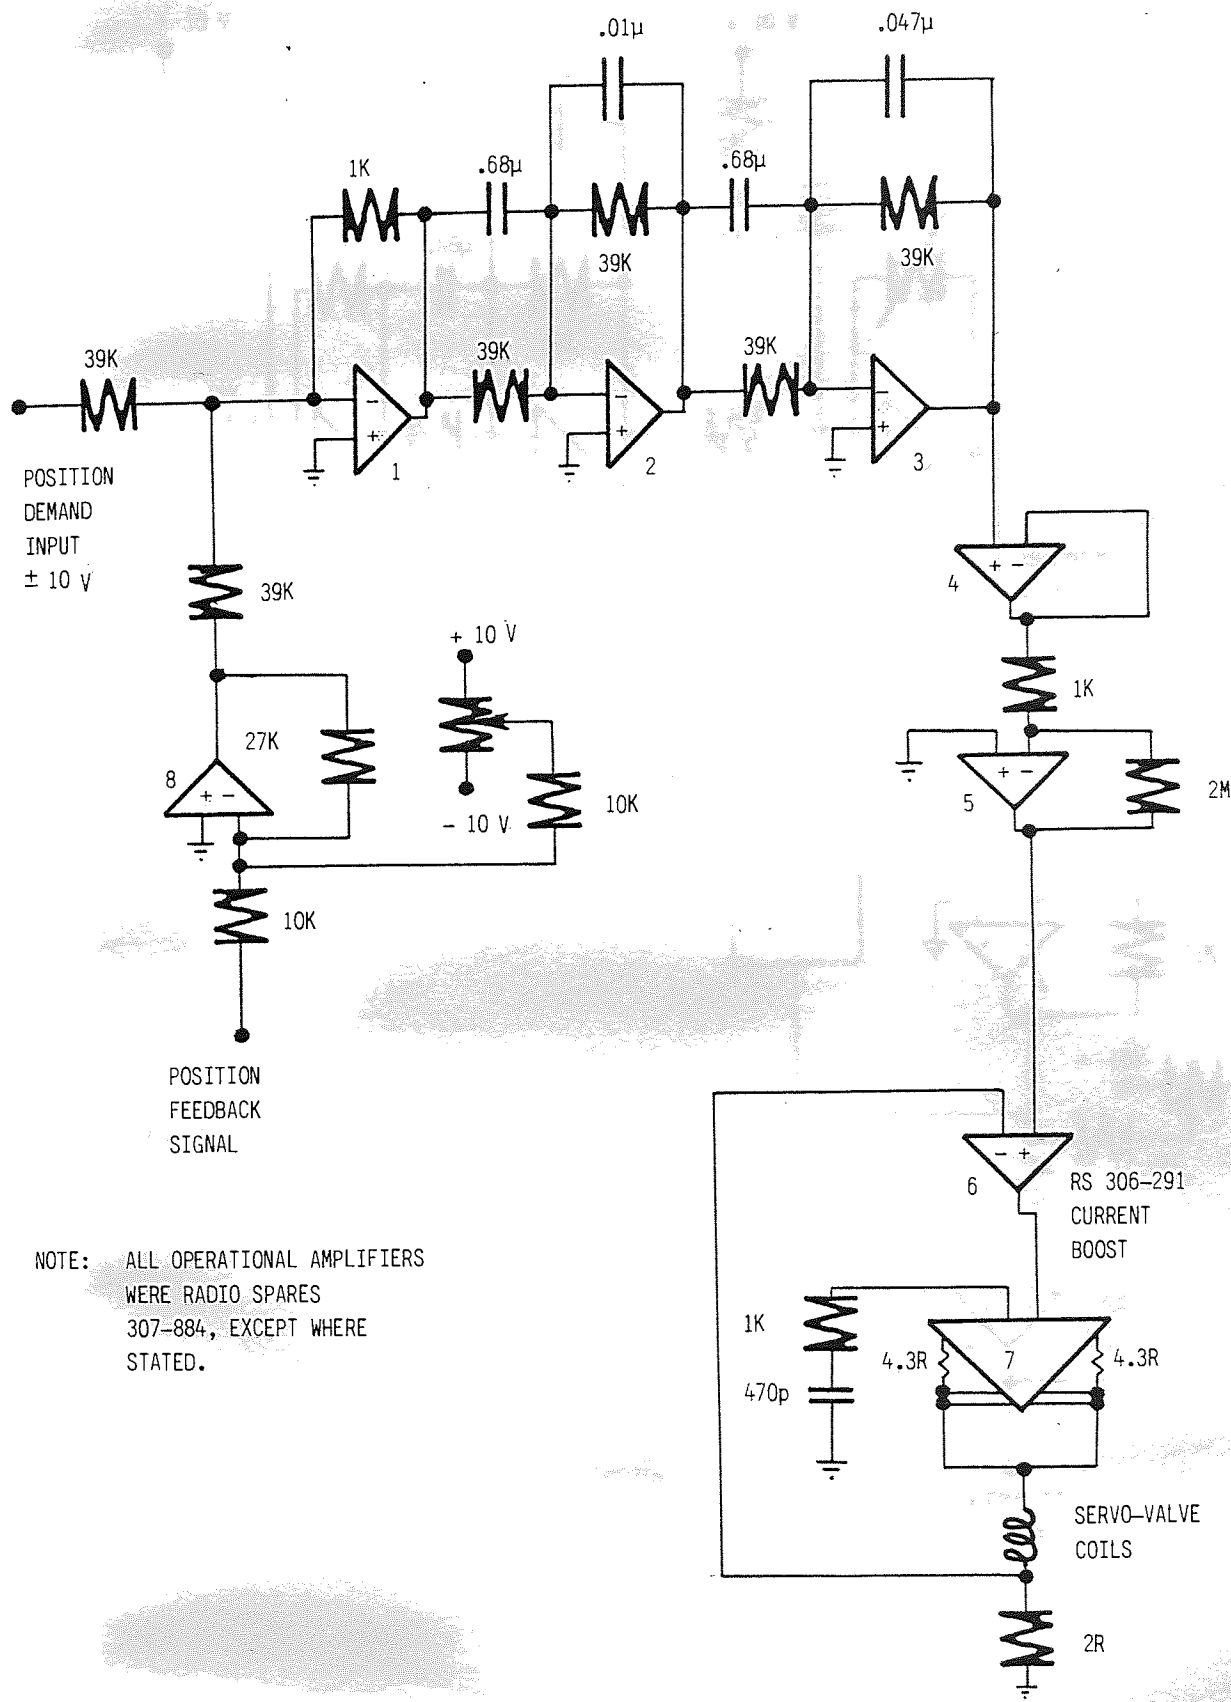 .01µ
.047µ
1K
.68µ
.68µ
39K
39K
39K
39K
39K
−
+
1
−
+
2
−
+
3
POSITION
DEMAND
INPUT
± 10 V
39K
+ −
4
1K
+ 10 V
27K
8
+ −
10K
− 10 V
+ −
5
2M
10K
POSITION
FEEDBACK
SIGNAL
− +
6
RS 306-291
CURRENT
BOOST
NOTE: ALL OPERATIONAL AMPLIFIERS
WERE RADIO SPARES
307-884, EXCEPT WHERE
STATED.
1K
4.3R
7
4.3R
470p
SERVO-VALVE
COILS
2R